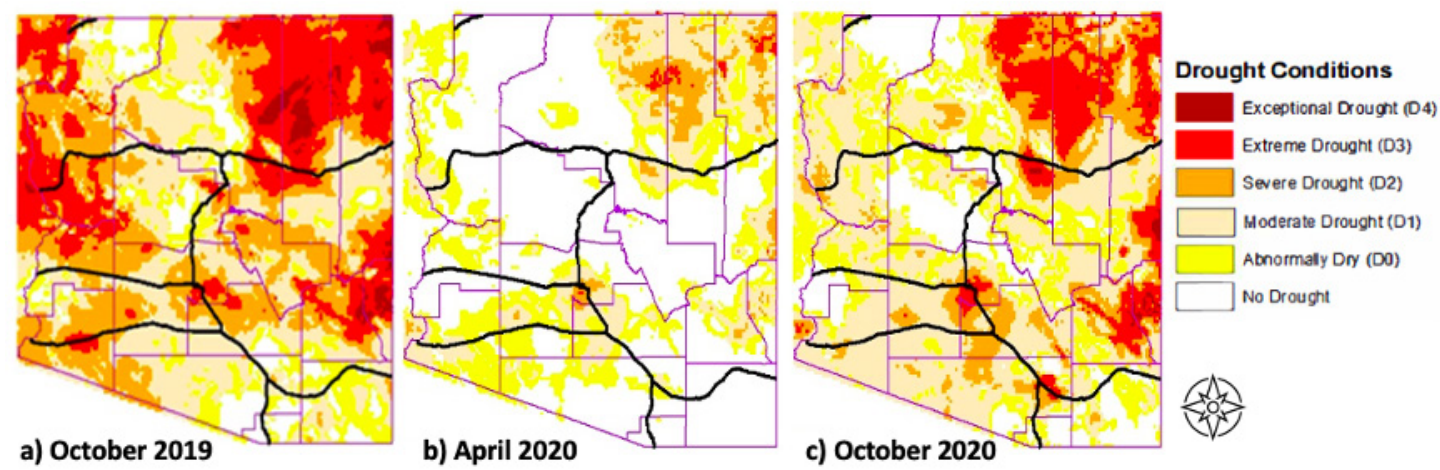 Drought Conditions
Exceptional Drought (D4)
Extreme Drought (D3)
Severe Drought (D2)
Moderate Drought (D1)
Abnormally Dry (D0)
No Drought
a) October 2019
b) April 2020
c) October 2020